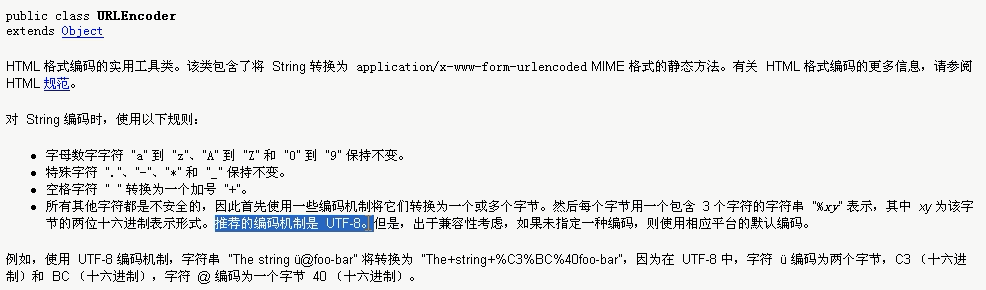 public class URLEncoder
extends Object
HTML 格式编码的实用工具类。该类包含了将 String 转换为 application/x-www-form-urlencoded MIME 格式的静态方法。有关 HTML 格式编码的更多信息，请参阅
HTML 规范。
对 String 编码时，使用以下规则：
• 字母数字字符 "a" 到 "z"、"A" 到 "Z" 和 "0" 到 "9" 保持不变。
• 特殊字符 "."、"-"、"*" 和 "_" 保持不变。
• 空格字符 " " 转换为一个加号 "+"。
• 所有其他字符都是不安全的，因此首先使用一些编码机制将它们转换为一个或多个字节。然后每个字节用一个包含 3 个字符的字符串 "%xy" 表示，其中 xy 为该字
节的两位十六进制表示形式。推荐的编码机制是 UTF-8。但是，出于兼容性考虑，如果未指定一种编码，则使用相应平台的默认编码。
例如，使用 UTF-8 编码机制，字符串 "The string ü@foo-bar" 将转换为 "The+string+%C3%BC%40foo-bar"，因为在 UTF-8 中，字符 ü 编码为两个字节，C3 （十六进
制）和 BC （十六进制），字符 @ 编码为一个字节 40 （十六进制）。